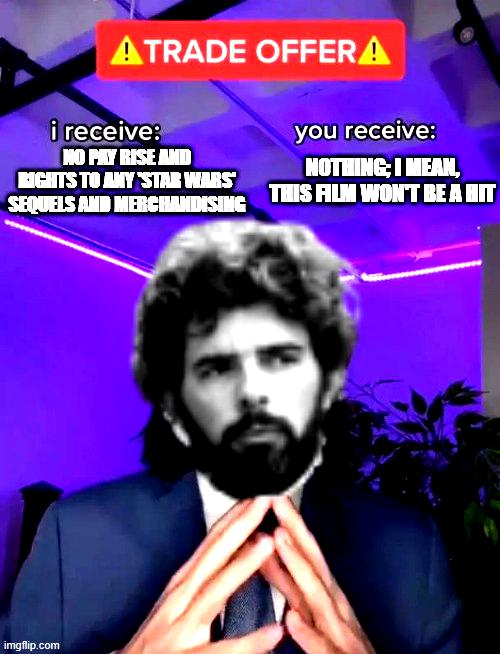 ⚠️TRADE OFFER⚠️
i receive:
you receive:
NO PAY RISE AND
RIGHTS TO ANY 'STAR WARS'
SEQUELS AND MERCHANDISING
NOTHING; I MEAN,
THIS FILM WON'T BE A HIT
imgflip.com